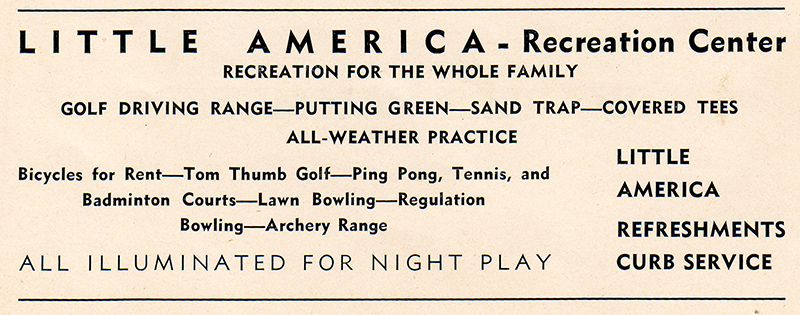 LITTLE AMERICA - Recreation Center
RECREATION FOR THE WHOLE FAMILY
GOLF DRIVING RANGE—PUTTING GREEN—SAND TRAP—COVERED TEES
ALL-WEATHER PRACTICE
Bicycles for Rent—Tom Thumb Golf—Ping Pong, Tennis, and
Badminton Courts—Lawn Bowling—Regulation
Bowling—Archery Range
ALL ILLUMINATED FOR NIGHT PLAY
LITTLE
AMERICA
REFRESHMENTS
CURB SERVICE